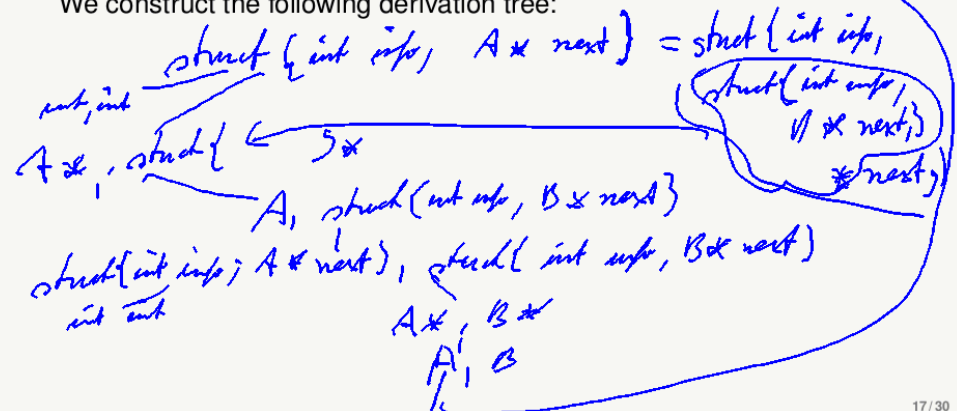 We construct the following derivation tree:
struct { int info, A * next } = struct { int info,
struct { int info,
B * next, }
* next, }
int, int
A *, struct { } *
A, struct { int info, B * next }
struct { int info; A * next }, struct { int info, B * next }
int int
A *, B *
A, B
17/30